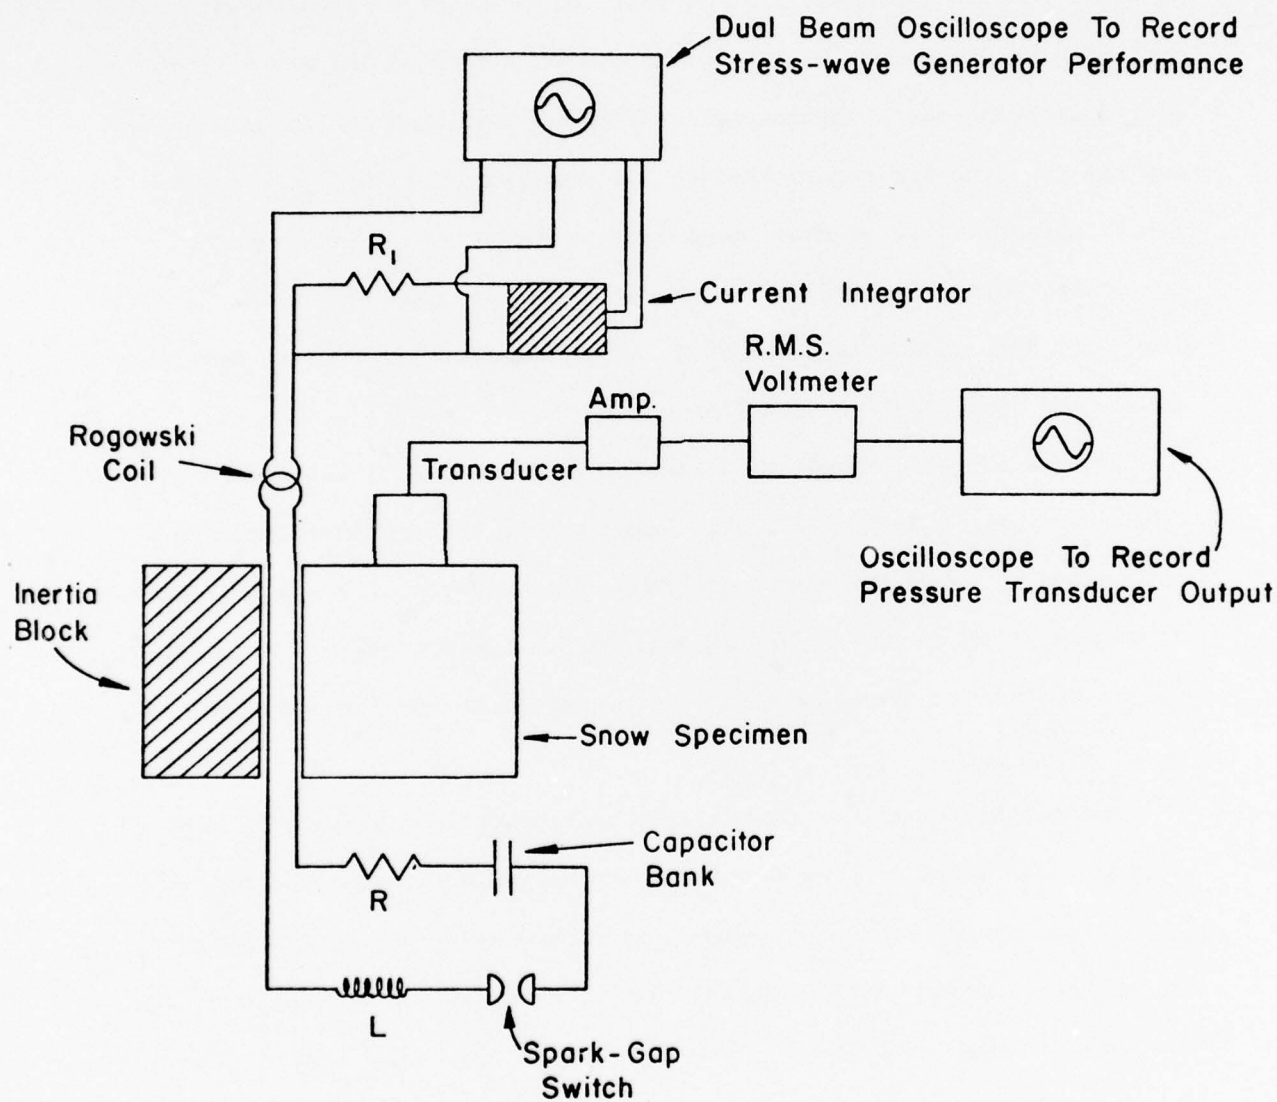 Dual Beam Oscilloscope To Record
Stress-wave Generator Performance
R1
Current Integrator
R.M.S.
Voltmeter
Amp.
Rogowski
Coil
Transducer
Oscilloscope To Record
Pressure Transducer Output
Inertia
Block
Snow Specimen
Capacitor
Bank
R
L
Spark-Gap
Switch